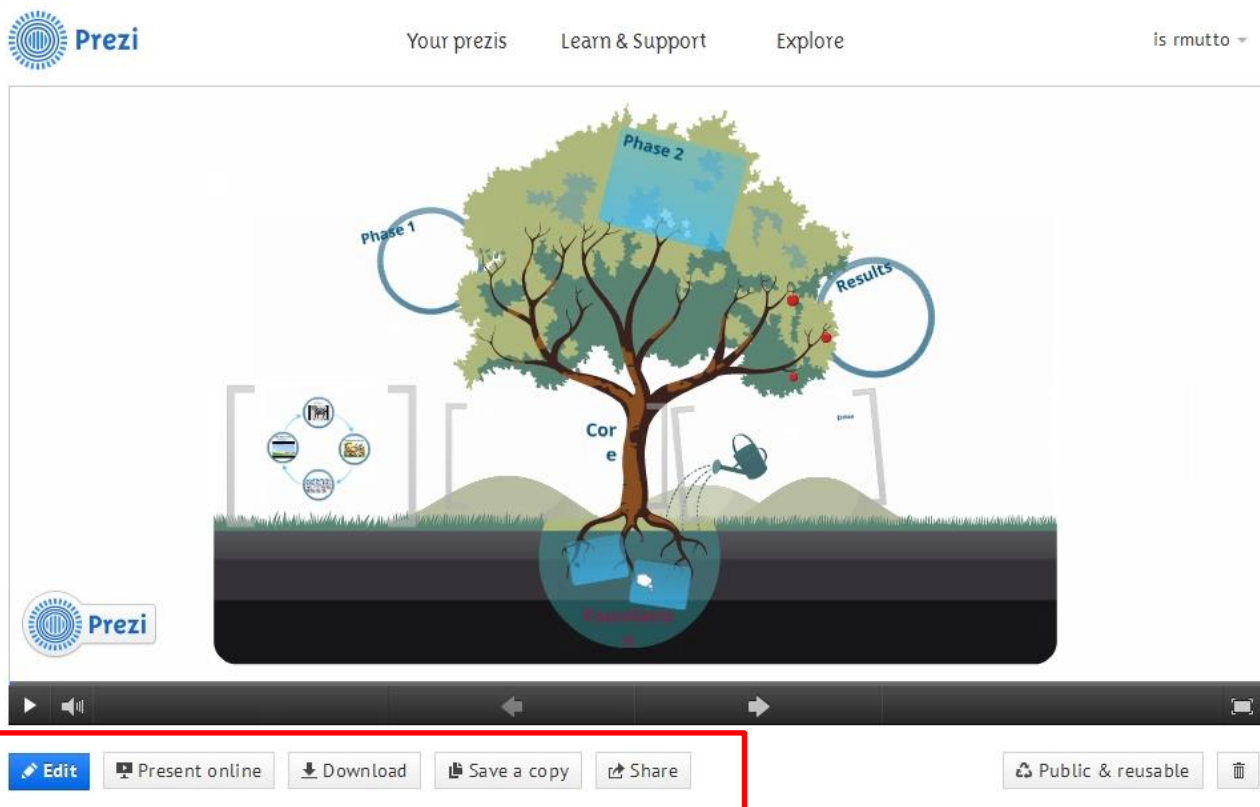 Prezi
Your prezis Learn & Support Explore is rmutto
Phase 2
Phase 1
Results
Cor
e
Prezi
Edit Present online Download Save a copy Share Public & reusable